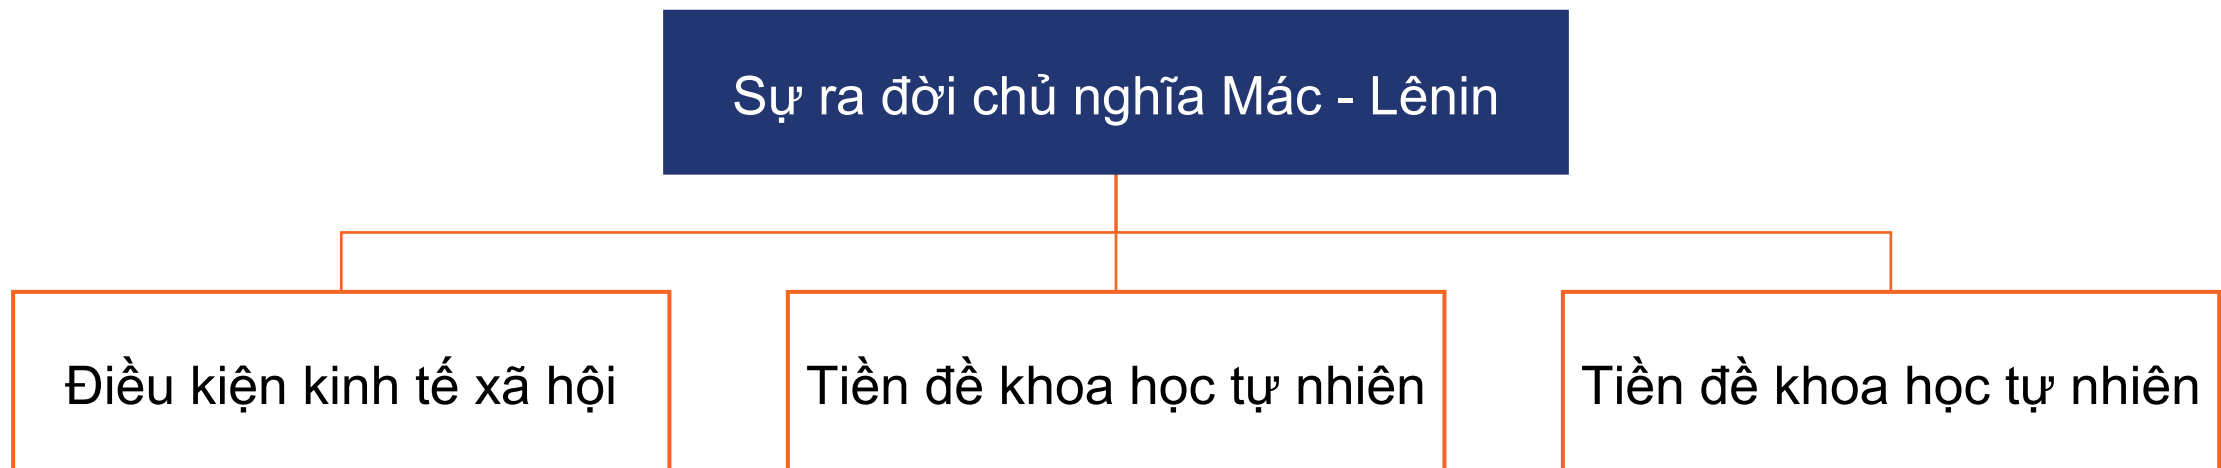 Sự ra đời chủ nghĩa Mác - Lênin
Điều kiện kinh tế xã hội
Tiền đề khoa học tự nhiên
Tiền đề khoa học tự nhiên